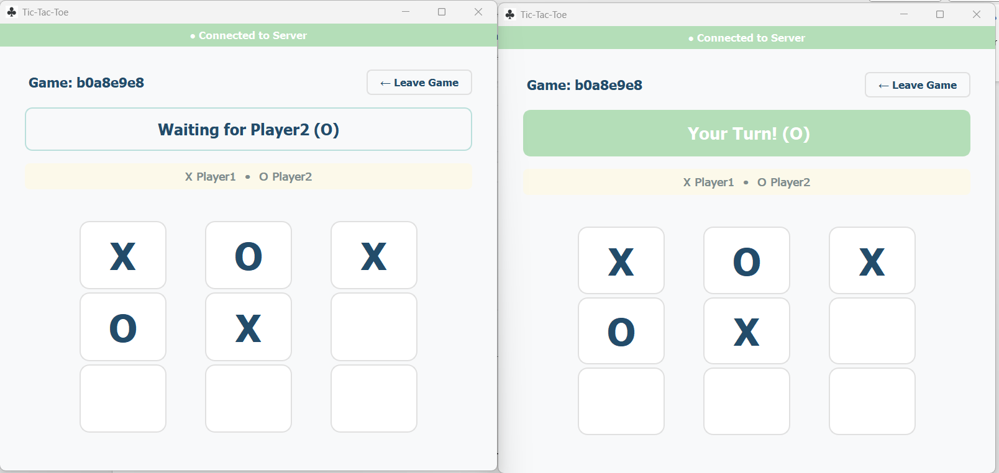 Tic-Tac-Toe
● Connected to Server
Game: b0a8e9e8
← Leave Game
Waiting for Player2 (O)
X Player1 • O Player2
X O X
O X
Tic-Tac-Toe
● Connected to Server
Game: b0a8e9e8
← Leave Game
Your Turn! (O)
X Player1 • O Player2
X O X
O X